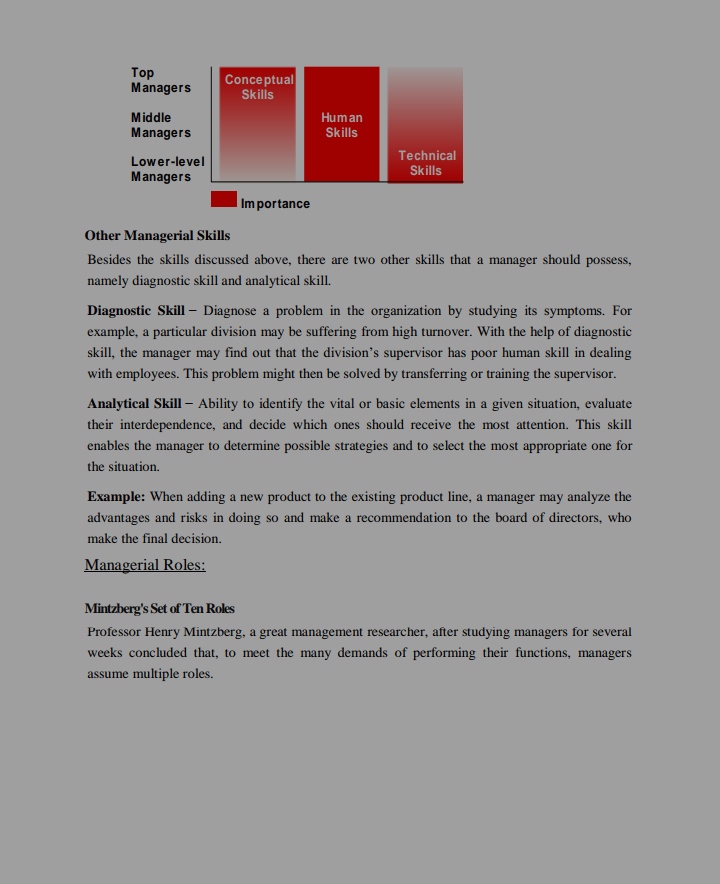 Top
Managers
Middle
Managers
Lower-level
Managers
Conceptual
Skills
Human
Skills
Technical
Skills
Importance
Other Managerial Skills
Besides the skills discussed above, there are two other skills that a manager should possess,
namely diagnostic skill and analytical skill.
Diagnostic Skill – Diagnose a problem in the organization by studying its symptoms. For
example, a particular division may be suffering from high turnover. With the help of diagnostic
skill, the manager may find out that the division’s supervisor has poor human skill in dealing
with employees. This problem might then be solved by transferring or training the supervisor.
Analytical Skill – Ability to identify the vital or basic elements in a given situation, evaluate
their interdependence, and decide which ones should receive the most attention. This skill
enables the manager to determine possible strategies and to select the most appropriate one for
the situation.
Example: When adding a new product to the existing product line, a manager may analyze the
advantages and risks in doing so and make a recommendation to the board of directors, who
make the final decision.
Managerial Roles:
Mintzberg's Set of Ten Roles
Professor Henry Mintzberg, a great management researcher, after studying managers for several
weeks concluded that, to meet the many demands of performing their functions, managers
assume multiple roles.